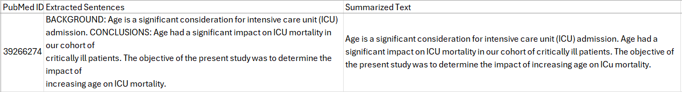 PubMed ID Extracted Sentences Summarized Text
39266274
BACKGROUND: Age is a significant consideration for intensive care unit (ICU)
admission. CONCLUSIONS: Age had a significant impact on ICU mortality in
our cohort of
critically ill patients. The objective of the present study was to determine the
impact of
increasing age on ICU mortality.
Age is a significant consideration for intensive care unit (ICU) admission. Age had a
significant impact on ICU mortality in our cohort of critically ill patients. The objective of
the present study was to determine the impact of increasing age on ICu mortality.